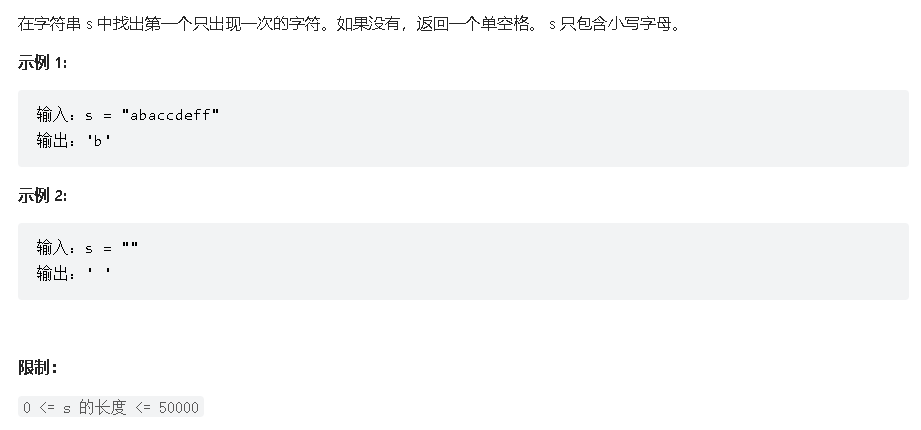 在字符串 s 中找出第一个只出现一次的字符。如果没有，返回一个单空格。 s 只包含小写字母。
示例 1:
输入：s = "abaccdeff"
输出：'b'
示例 2:
输入：s = ""
输出：' '
限制：
0 <= s 的长度 <= 50000